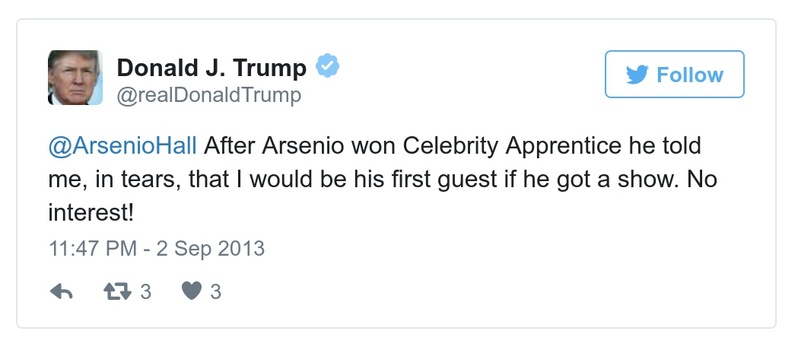 Donald J. Trump
@realDonaldTrump
Follow
@ArsenioHall After Arsenio won Celebrity Apprentice he told
me, in tears, that I would be his first guest if he got a show. No
interest!
11:47 PM - 2 Sep 2013
3
3